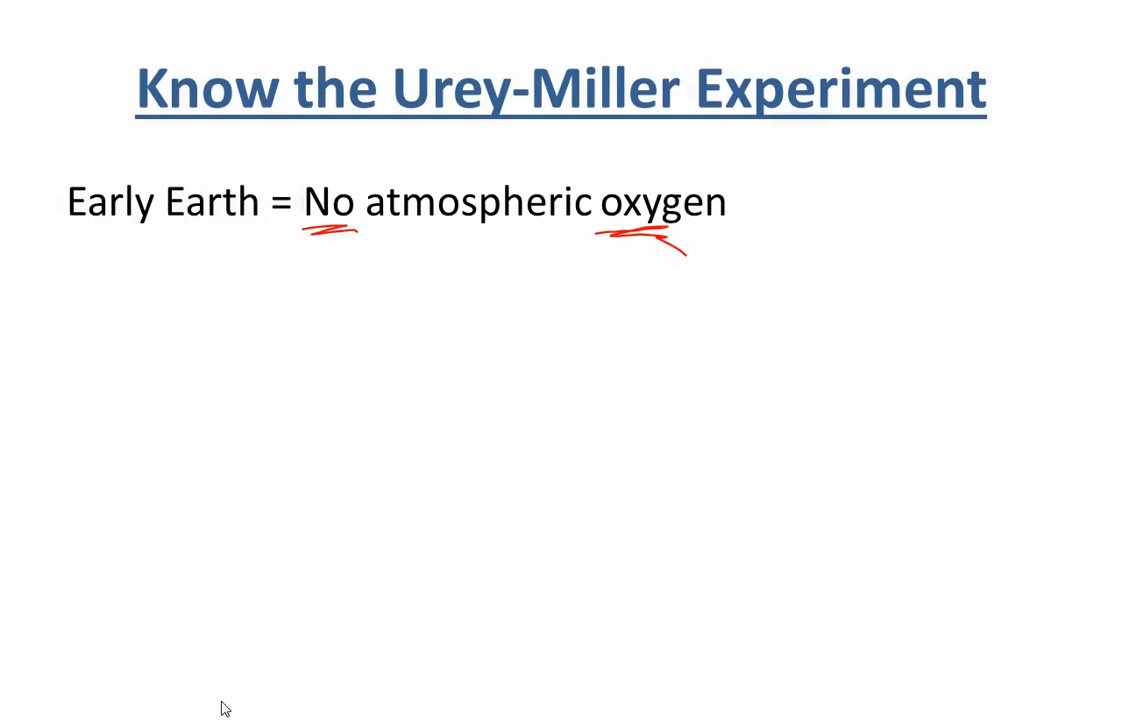 Know the Urey-Miller Experiment
Early Earth = No atmospheric oxygen